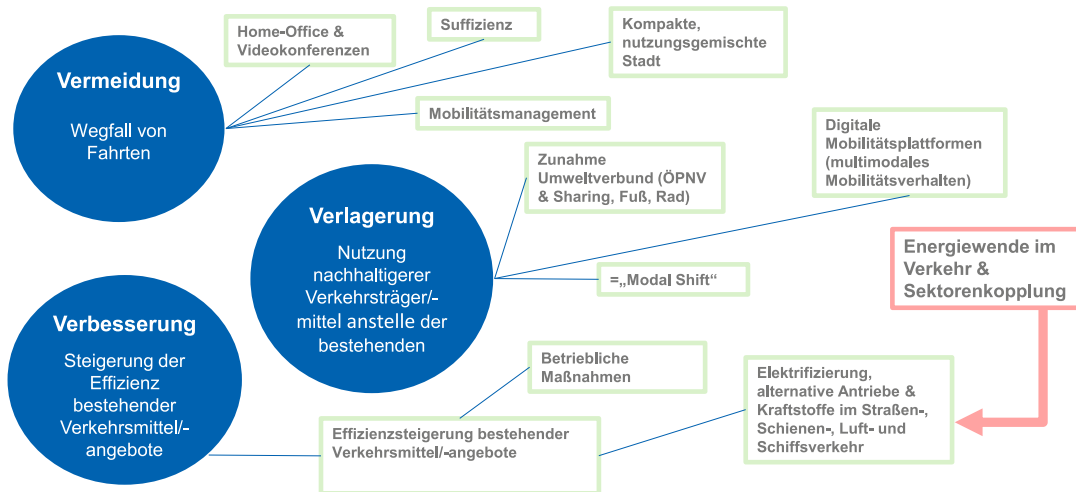 Vermeidung
Wegfall von
Fahrten
Home-Office &
Videokonferenzen
Suffizienz
Kompakte,
nutzungsgemischte
Stadt
Mobilitätsmanagement
Verlagerung
Nutzung
nachhaltigerer
Verkehrsträger/-
mittel anstelle der
bestehenden
Zunahme
Umweltverbund (ÖPNV
& Sharing, Fuß, Rad)
Digitale
Mobilitätsplattformen
(multimodales
Mobilitätsverhalten)
=„Modal Shift“
Energiewende im
Verkehr &
Sektorenkopplung
Verbesserung
Steigerung der
Effizienz
bestehender
Verkehrsmittel/-
angebote
Effizienzsteigerung bestehender
Verkehrsmittel/-angebote
Betriebliche
Maßnahmen
Elektrifizierung,
alternative Antriebe &
Kraftstoffe im Straßen-,
Schienen-, Luft- und
Schiffsverkehr